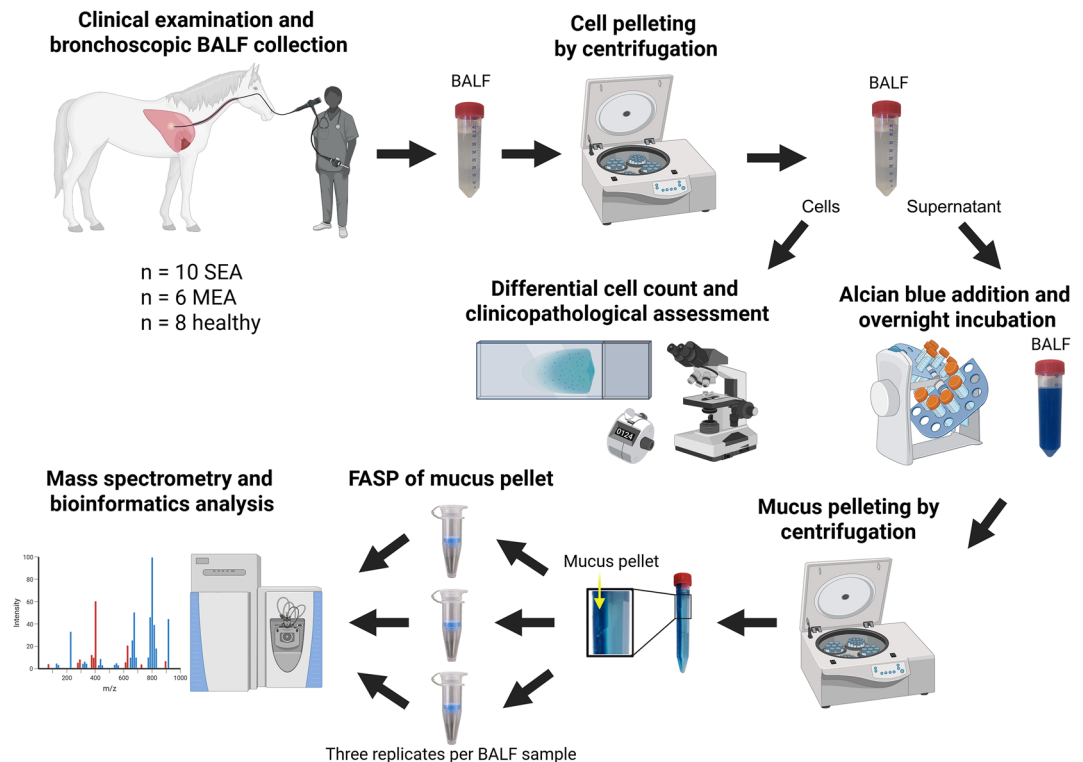 Clinical examination and
bronchoscopic BALF collection
n = 10 SEA
n = 6 MEA
n = 8 healthy
BALF
Cell pelleting
by centrifugation
BALF
Cells
Supernatant
Differential cell count and
clinicopathological assessment
0124
Alcian blue addition and
overnight incubation
BALF
Mucus pelleting by
centrifugation
Mucus pellet
FASP of mucus pellet
Three replicates per BALF sample
Mass spectrometry and
bioinformatics analysis
Intensity
100
80
60
40
20
0
200
400
600
800
1000
m/z